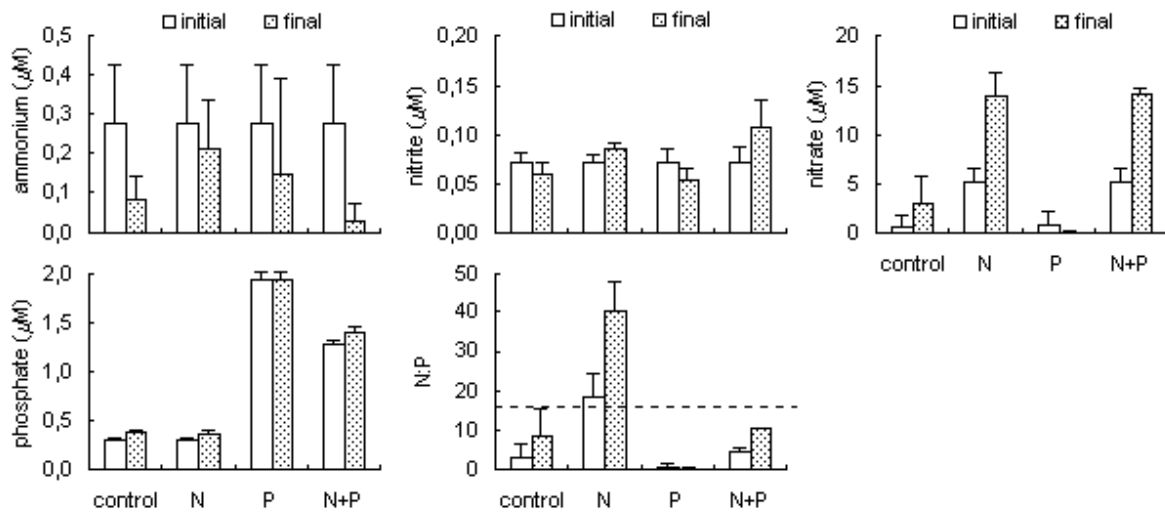 initial final
ammonium (μM)
0,5
0,4
0,3
0,2
0,1
0,0
initial final
nitrite (μM)
0,20
0,15
0,10
0,05
0,00
initial final
nitrate (μM)
20
15
10
5
0
control N P N+P
phosphate (μM)
2,0
1,5
1,0
0,5
0,0
control N P N+P
N:P
50
40
30
20
10
0
control N P N+P